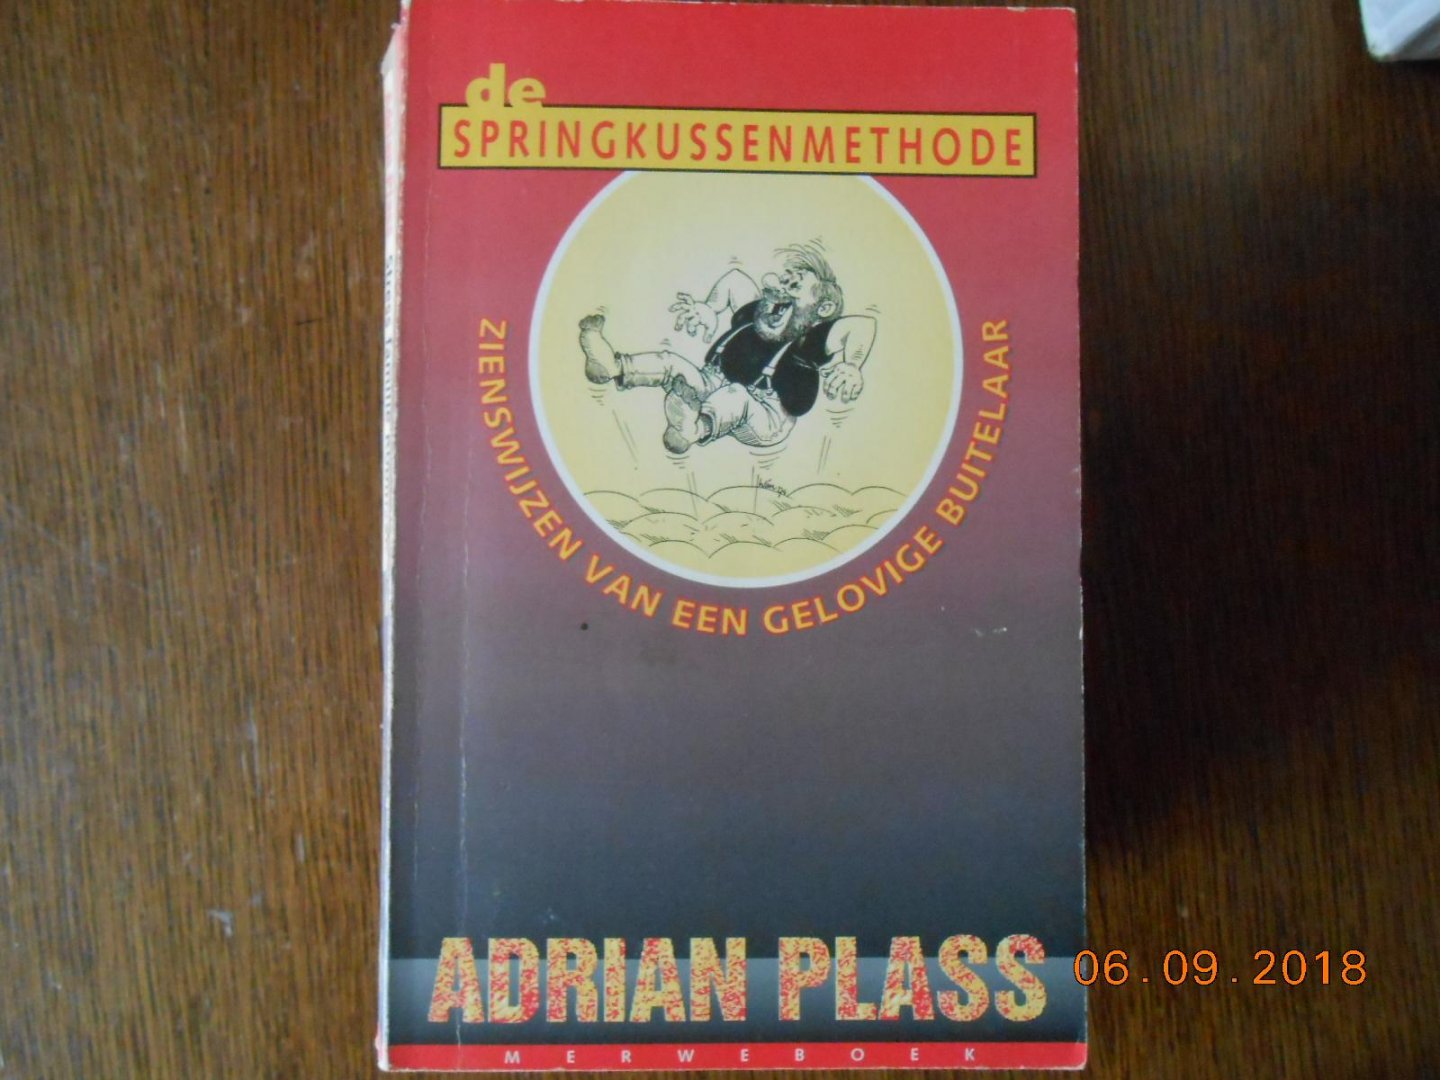 de
SPRINGKUSSENMETHODE
ZIENSWIJZEN VAN EEN GELOVIGE BUITELAAR
ADRIAN PLASS
MERWEBOEK
06.09.2018